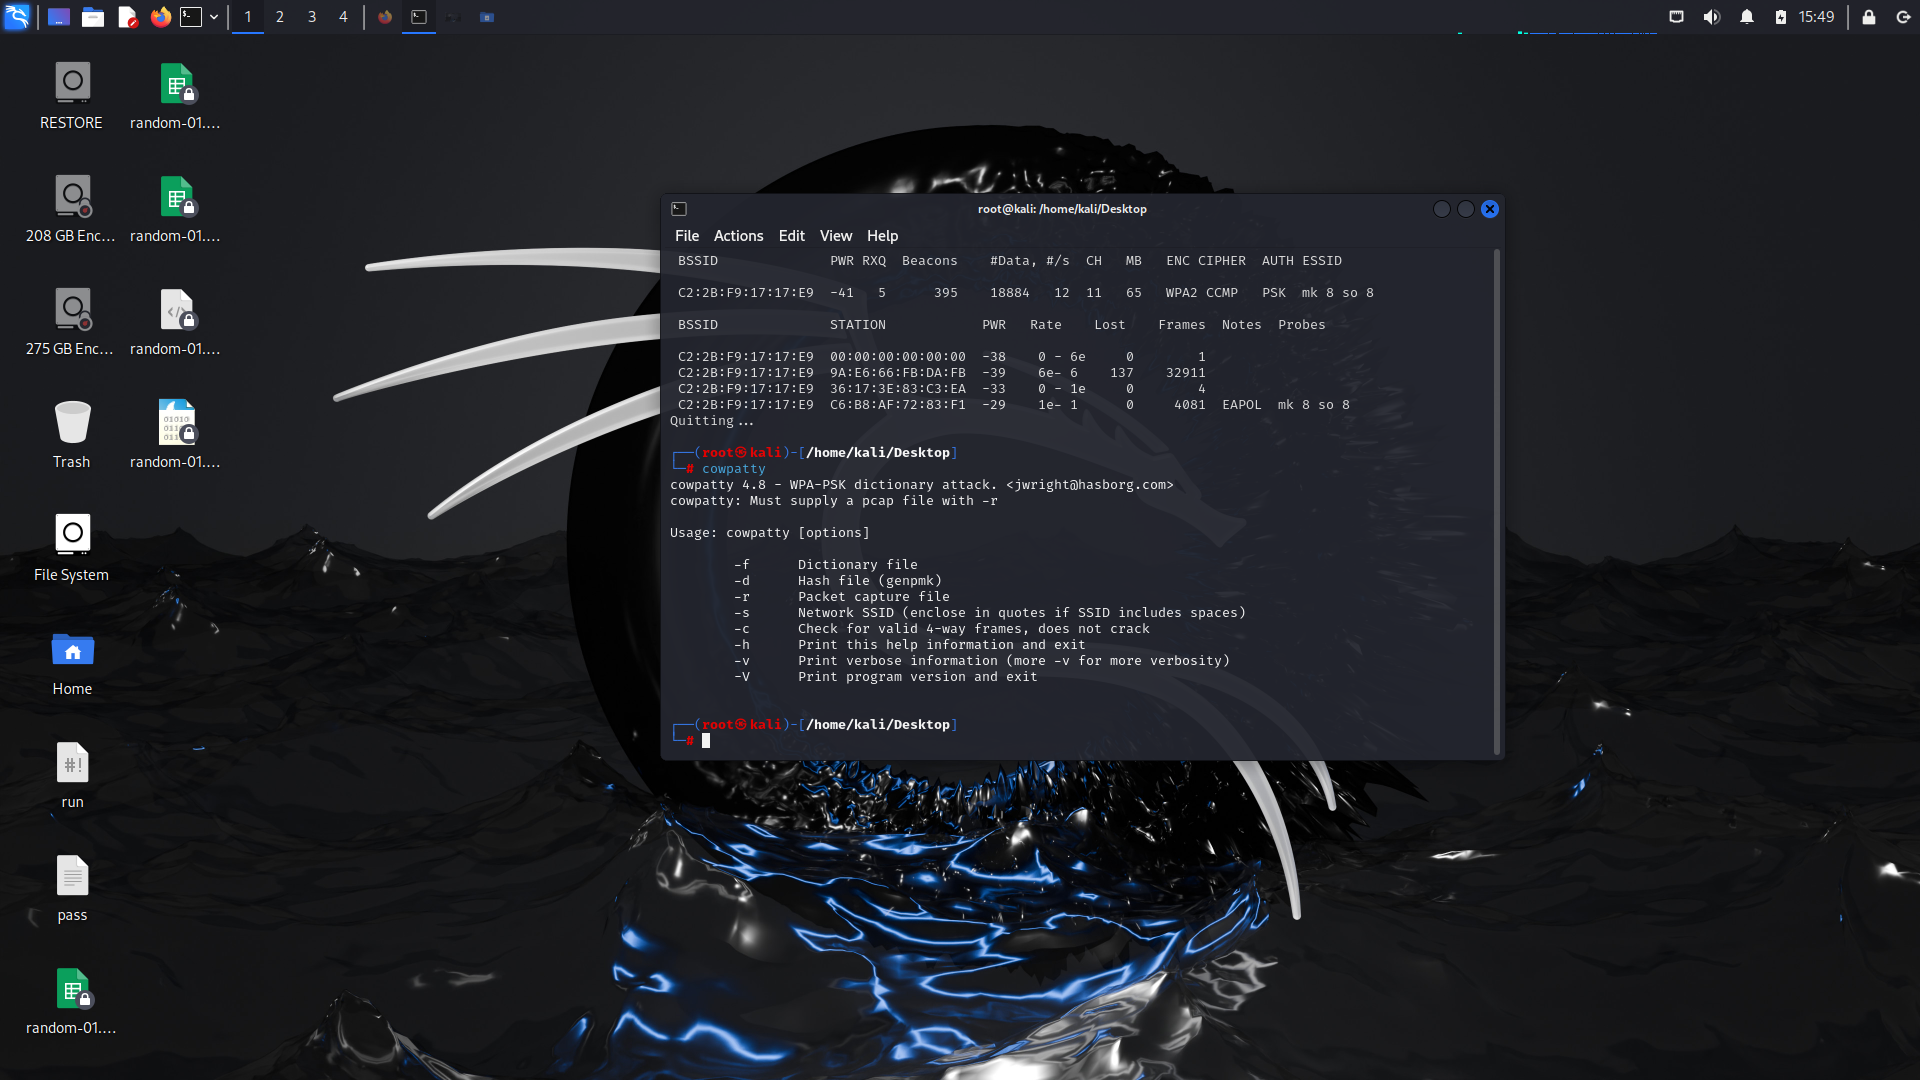 1 2 3 4
15:49
RESTORE
random-01....
208 GB Enc...
random-01....
275 GB Enc...
random-01....
Trash
random-01....
File System
Home
run
pass
random-01....
root@kali: /home/kali/Desktop
File Actions Edit View Help
BSSID PWR RXQ Beacons #Data, #/s CH MB ENC CIPHER AUTH ESSID
C2:2B:F9:17:17:E9 -41 5 395 18884 12 11 65 WPA2 CCMP PSK mk 8 so 8
BSSID STATION PWR Rate Lost Frames Notes Probes
C2:2B:F9:17:17:E9 00:00:00:00:00:00 -38 0 - 6e 0 1
C2:2B:F9:17:17:E9 9A:E6:66:FB:DA:FB -39 6e- 6 137 32911
C2:2B:F9:17:17:E9 36:17:3E:83:C3:EA -33 0 - 1e 0 4
C2:2B:F9:17:17:E9 C6:B8:AF:72:83:F1 -29 1e- 1 0 4081 EAPOL mk 8 so 8
Quitting...
┌──(root㉿kali)-[/home/kali/Desktop]
└─# cowpatty
cowpatty 4.8 - WPA-PSK dictionary attack. <jwright@hasborg.com>
cowpatty: Must supply a pcap file with -r
Usage: cowpatty [options]
-f Dictionary file
-d Hash file (genpmk)
-r Packet capture file
-s Network SSID (enclose in quotes if SSID includes spaces)
-c Check for valid 4-way frames, does not crack
-h Print this help information and exit
-v Print verbose information (more -v for more verbosity)
-V Print program version and exit
┌──(root㉿kali)-[/home/kali/Desktop]
└─#